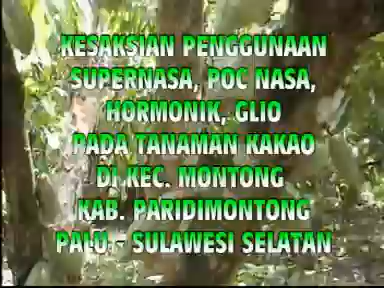 KESAKSIAN PENGGUNAAN
SUPERNASA, POC NASA,
HORMONIK, GLIO
PADA TANAMAN KAKAO
DI KEC. MONTONG
KAB. PARIDIMONTONG
PALU - SULAWESI SELATAN